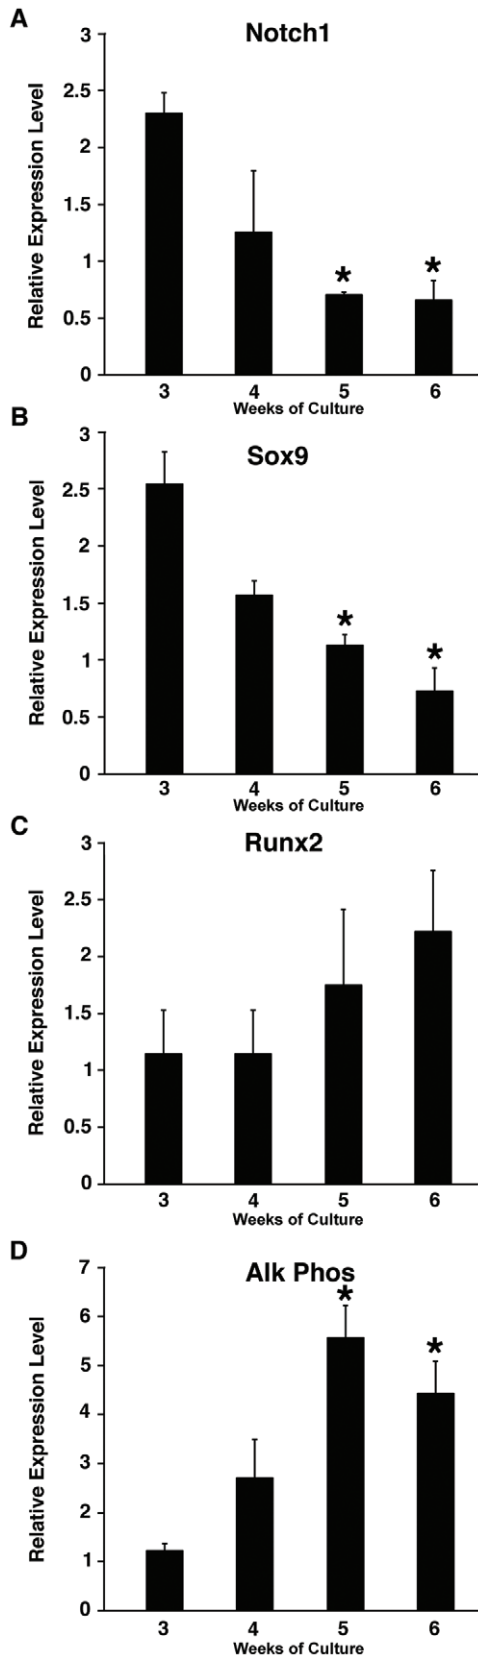 A
Notch1
Relative Expression Level
3
2.5
2
1.5
1
0.5
0
*
*
3 4 5 6
Weeks of Culture
B
Sox9
Relative Expression Level
3
2.5
2
1.5
1
0.5
0
*
*
3 4 5 6
Weeks of Culture
C
Runx2
Relative Expression Level
3
2.5
2
1.5
1
0.5
0
3 4 5 6
Weeks of Culture
D
Alk Phos
Relative Expression Level
7
6
5
4
3
2
1
0
*
*
3 4 5 6
Weeks of Culture